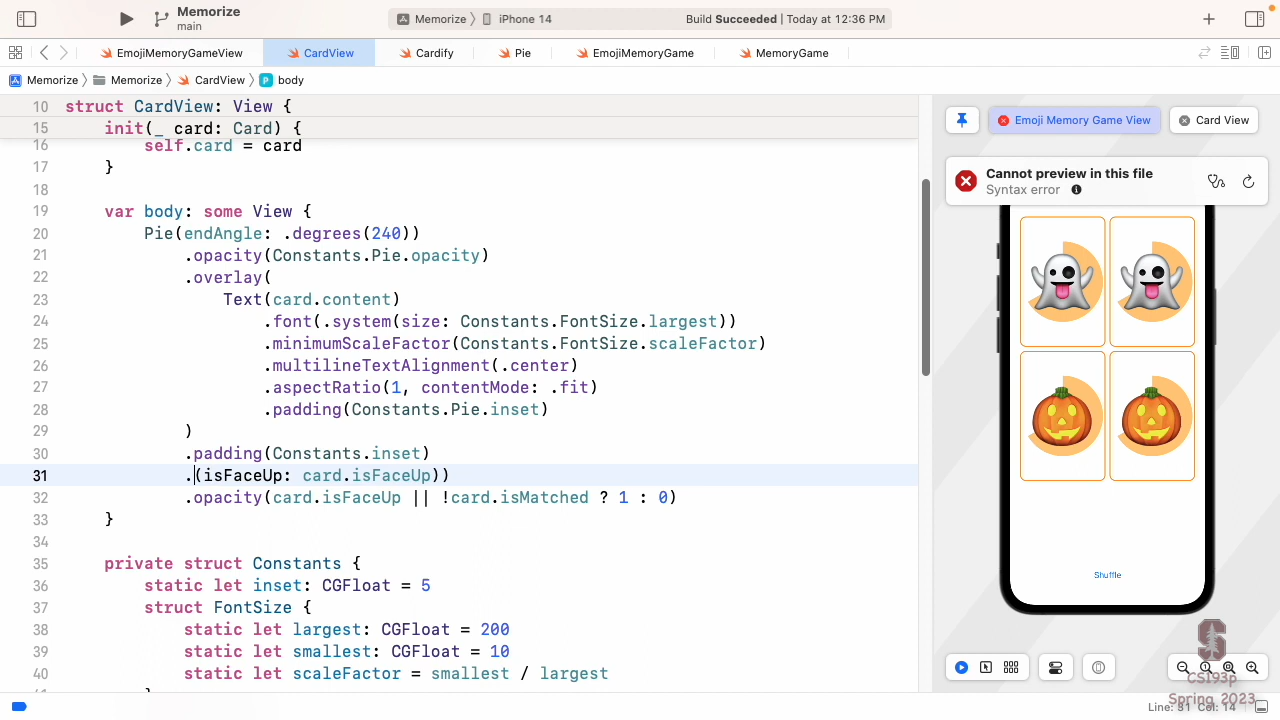 Memorize
main
Memorize 〉 iPhone 14
Build Succeeded | Today at 12:36 PM
EmojiMemoryGameView
CardView
Cardify
Pie
EmojiMemoryGame
MemoryGame
Memorize 〉 Memorize 〉 CardView 〉 P body
10 struct CardView: View {
15 init(_ card: Card) {
16 self.card = card
17 }
18
19 var body: some View {
20 Pie(endAngle: .degrees(240))
21 .opacity(Constants.Pie.opacity)
22 .overlay(
23 Text(card.content)
24 .font(.system(size: Constants.FontSize.largest))
25 .minimumScaleFactor(Constants.FontSize.scaleFactor)
26 .multilineTextAlignment(.center)
27 .aspectRatio(1, contentMode: .fit)
28 .padding(Constants.Pie.inset)
29 )
30 .padding(Constants.inset)
31 .(isFaceUp: card.isFaceUp))
32 .opacity(card.isFaceUp || !card.isMatched ? 1 : 0)
33 }
34
35 private struct Constants {
36 static let inset: CGFloat = 5
37 struct FontSize {
38 static let largest: CGFloat = 200
39 static let smallest: CGFloat = 10
40 static let scaleFactor = smallest / largest
Emoji Memory Game View
Card View
Cannot preview in this file
Syntax error
Shuffle
CS193p
Spring 2023
Line: 31 Col: 14